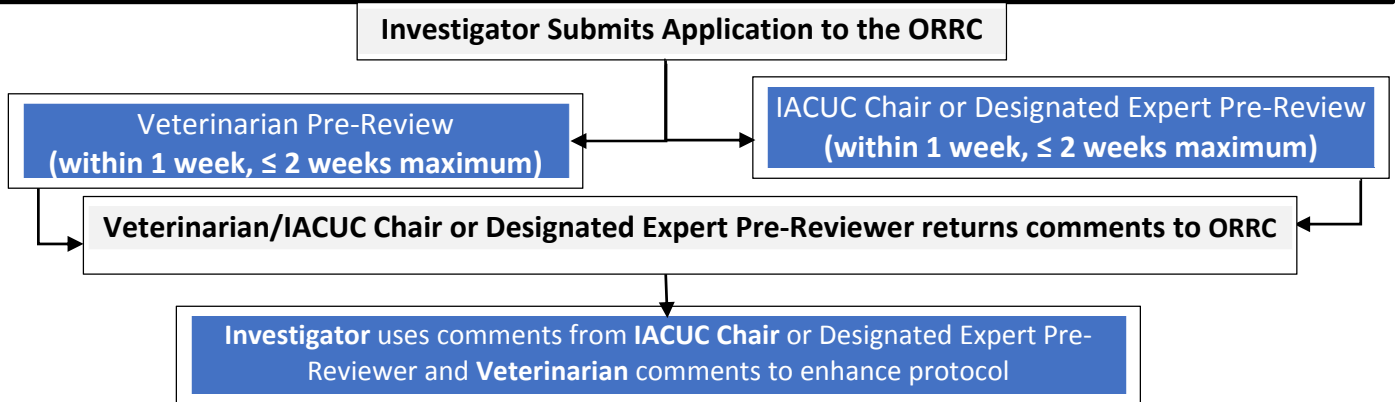 Investigator Submits Application to the ORRC
Veterinarian Pre-Review
(within 1 week, ≤ 2 weeks maximum)
IACUC Chair or Designated Expert Pre-Review
(within 1 week, ≤ 2 weeks maximum)
Veterinarian/IACUC Chair or Designated Expert Pre-Reviewer returns comments to ORRC
Investigator uses comments from IACUC Chair or Designated Expert Pre-
Reviewer and Veterinarian comments to enhance protocol